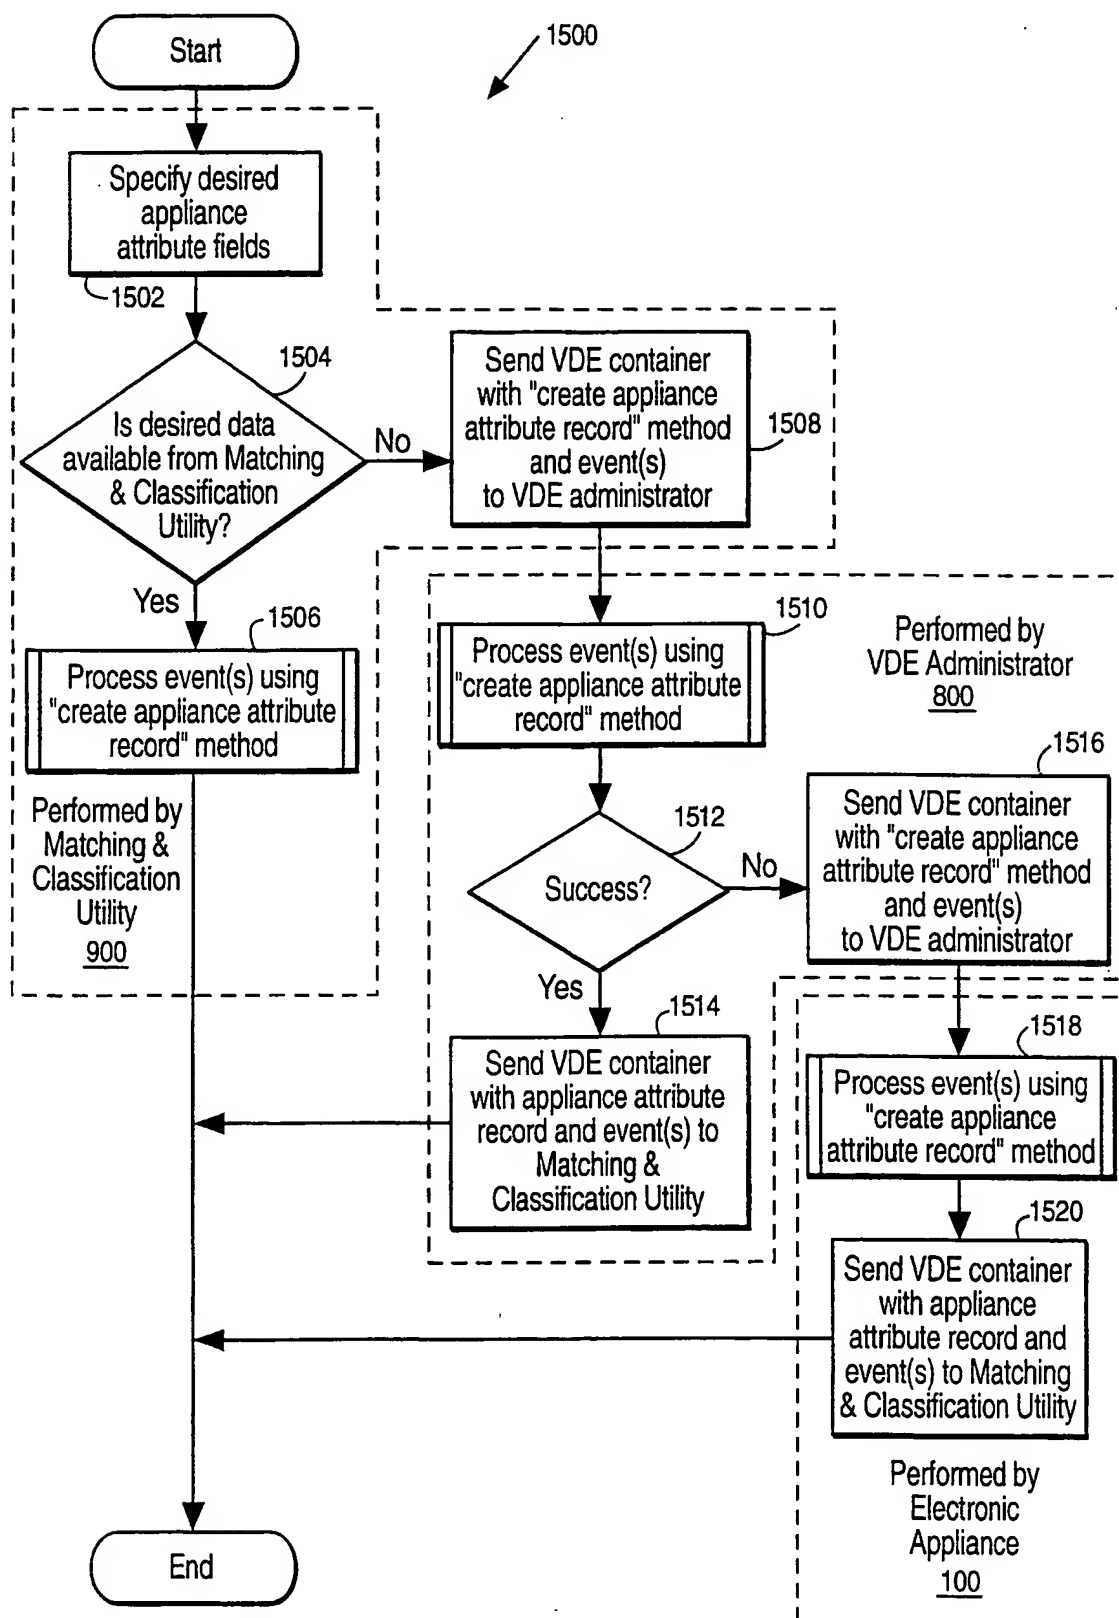 Start
1500
Specify desired
appliance
attribute fields
1502
1504
Is desired data
available from Matching
& Classification
Utility?
No
Yes
Send VDE container
with "create appliance
attribute record" method
and event(s)
to VDE administrator
1508
1506
Process event(s) using
"create appliance attribute
record" method
Performed by
Matching &
Classification
Utility
900
1510
Process event(s) using
"create appliance attribute
record" method
Performed by
VDE Administrator
800
1512
Success?
No
Yes
1516
Send VDE container
with "create appliance
attribute record" method
and event(s)
to VDE administrator
1514
Send VDE container
with appliance attribute
record and event(s) to
Matching &
Classification Utility
1518
Process event(s) using
"create appliance
attribute record" method
1520
Send VDE container
with appliance
attribute record and
event(s) to Matching
& Classification Utility
Performed by
Electronic
Appliance
100
End